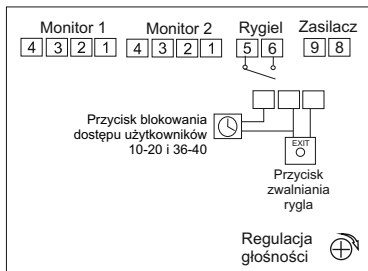 Monitor 1 Monitor 2 Rygiel Zasilacz
4 3 2 1 4 3 2 1 5 6 9 8
Przycisk blokowania
dostępu użytkowników
10-20 i 36-40
EXIT
Przycisk
zwalniania
rygla
Regulacja
głośności